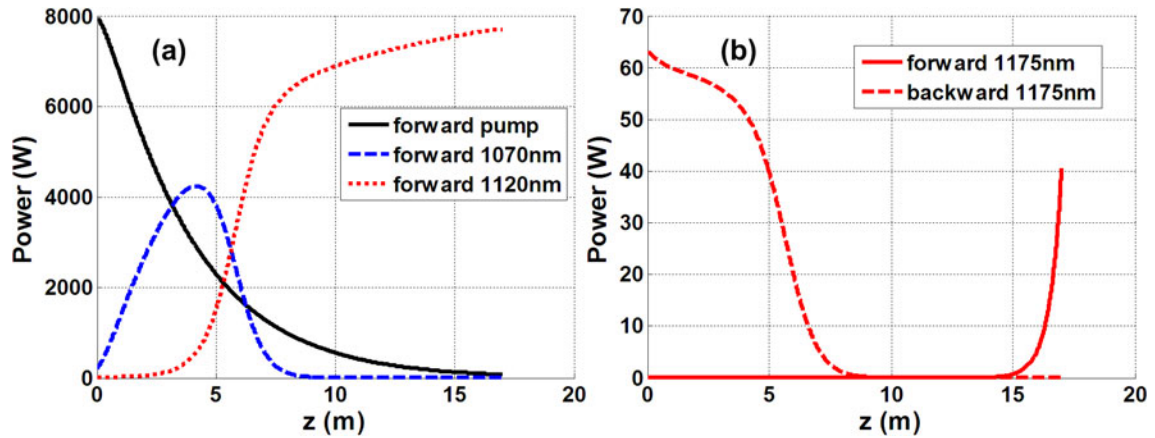 8000
6000
4000
2000
0
Power (W)
(a)
forward pump
forward 1070nm
forward 1120nm
0 5 10 15 20
z (m)
70
60
50
40
30
20
10
0
Power (W)
(b)
forward 1175nm
backward 1175nm
0 5 10 15 20
z (m)